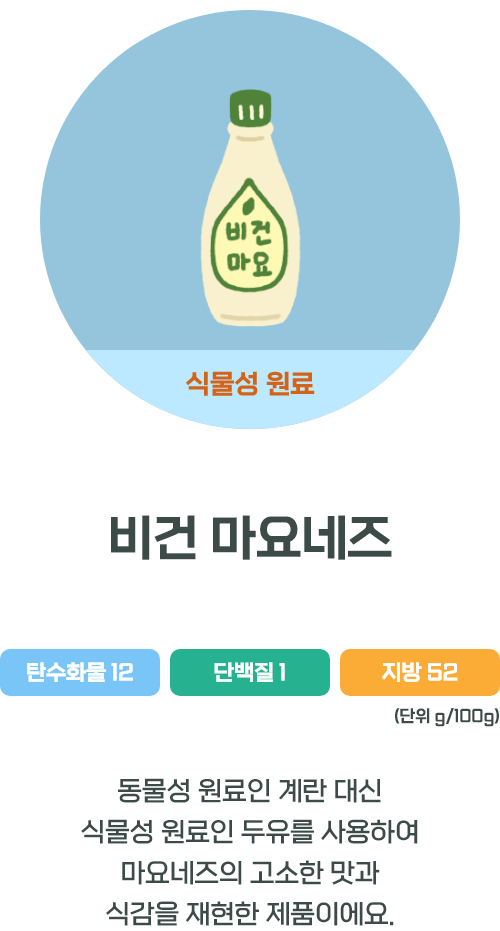 비건
마요
식물성 원료
비건 마요네즈
탄수화물 12 단백질 1 지방 52
(단위 g/100g)
동물성 원료인 계란 대신
식물성 원료인 두유를 사용하여
마요네즈의 고소한 맛과
식감을 재현한 제품이에요.